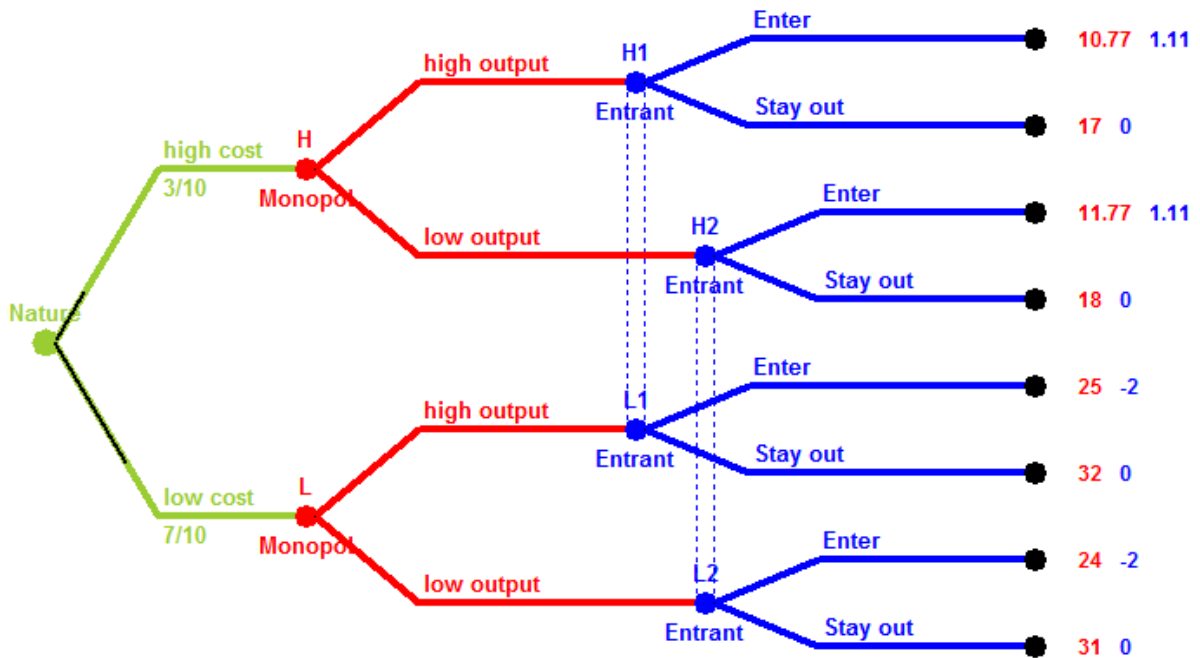 Enter
10.77 1.11
H1
high output
Entrant
Stay out
17 0
H
high cost
3/10
Monopol
Enter
11.77 1.11
H2
low output
Entrant
Stay out
18 0
Nature
Enter
25 -2
L1
high output
Entrant
Stay out
32 0
L
low cost
7/10
Monopol
Enter
24 -2
L2
low output
Entrant
Stay out
31 0